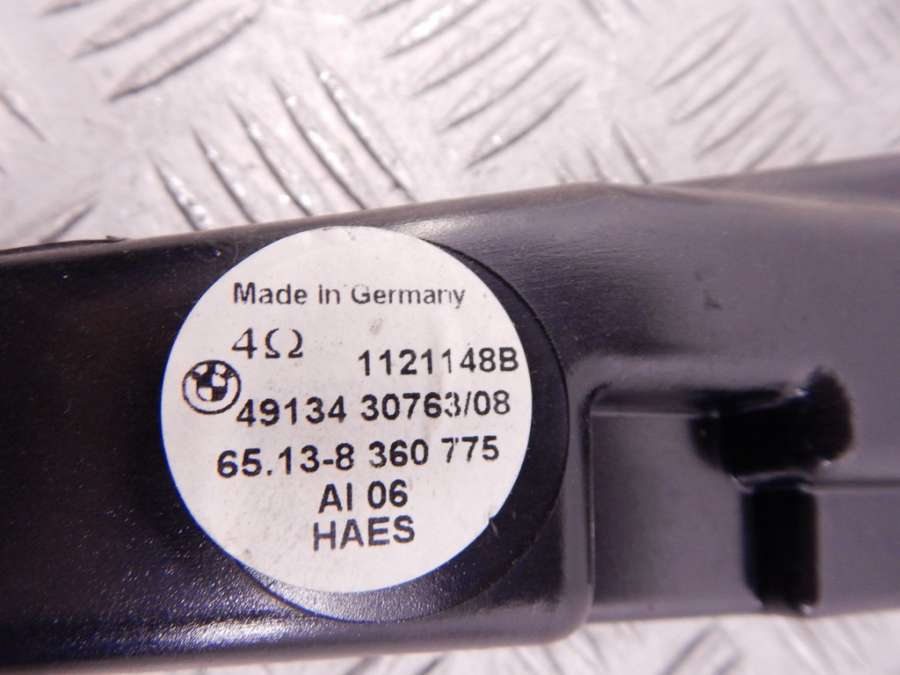 Made in Germany
4Ω
1121148B
49134 30763/08
65.13-8 360 775
AI 06
HAES